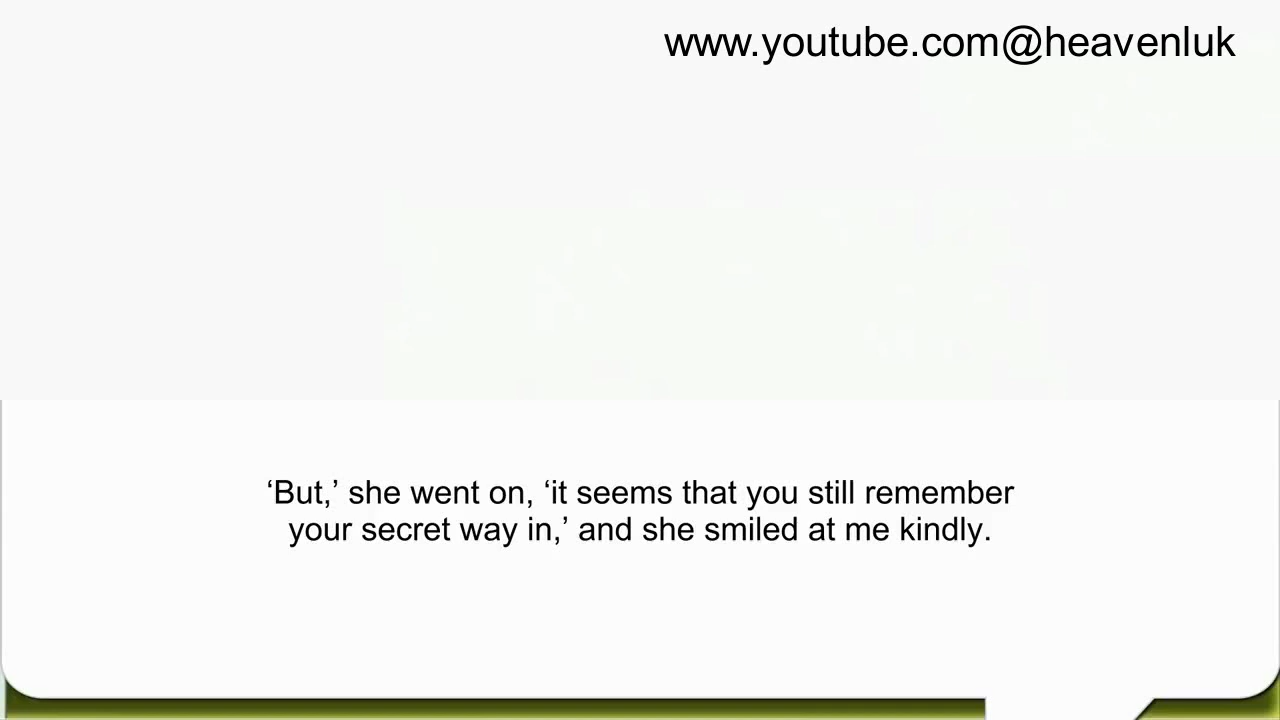 www.youtube.com@heavenluk
‘But,’ she went on, ‘it seems that you still remember
your secret way in,’ and she smiled at me kindly.